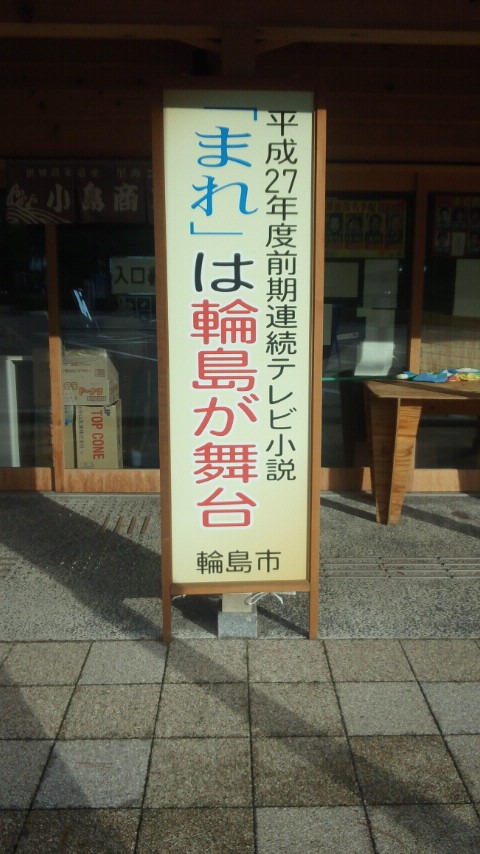 平成27年度前期連続テレビ小説
「まれ」は輪島が舞台
輪島市
小島商
入口
TOP CONE